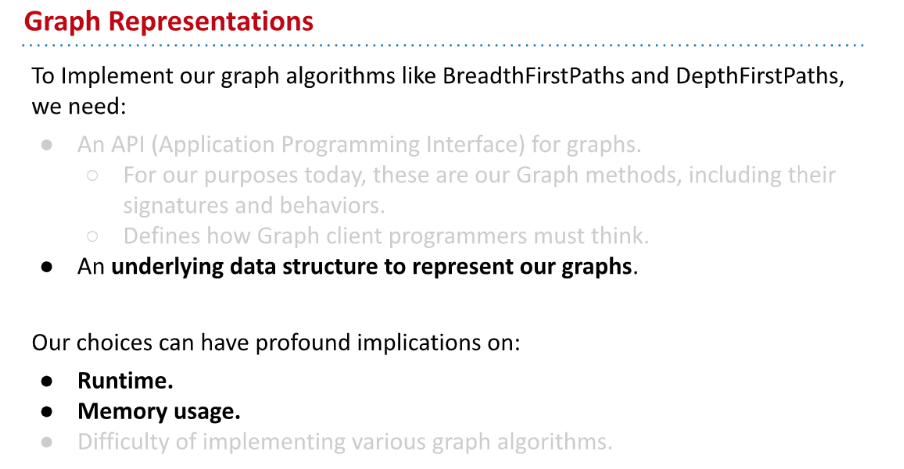 Graph Representations
To Implement our graph algorithms like BreadthFirstPaths and DepthFirstPaths,
we need:
● An API (Application Programming Interface) for graphs.
○ For our purposes today, these are our Graph methods, including their
signatures and behaviors.
○ Defines how Graph client programmers must think.
● An underlying data structure to represent our graphs.
Our choices can have profound implications on:
● Runtime.
● Memory usage.
● Difficulty of implementing various graph algorithms.